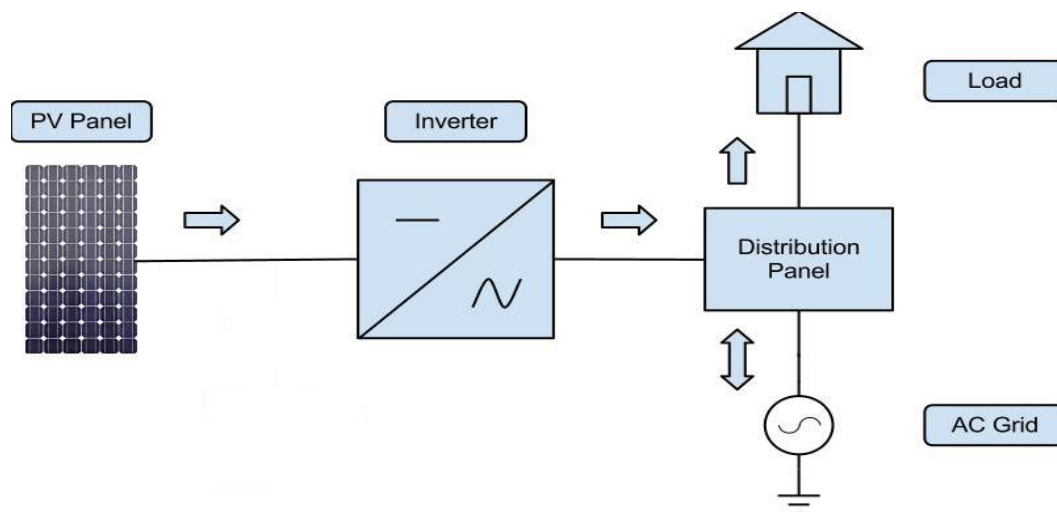 PV Panel
Inverter
Load
Distribution
Panel
AC Grid